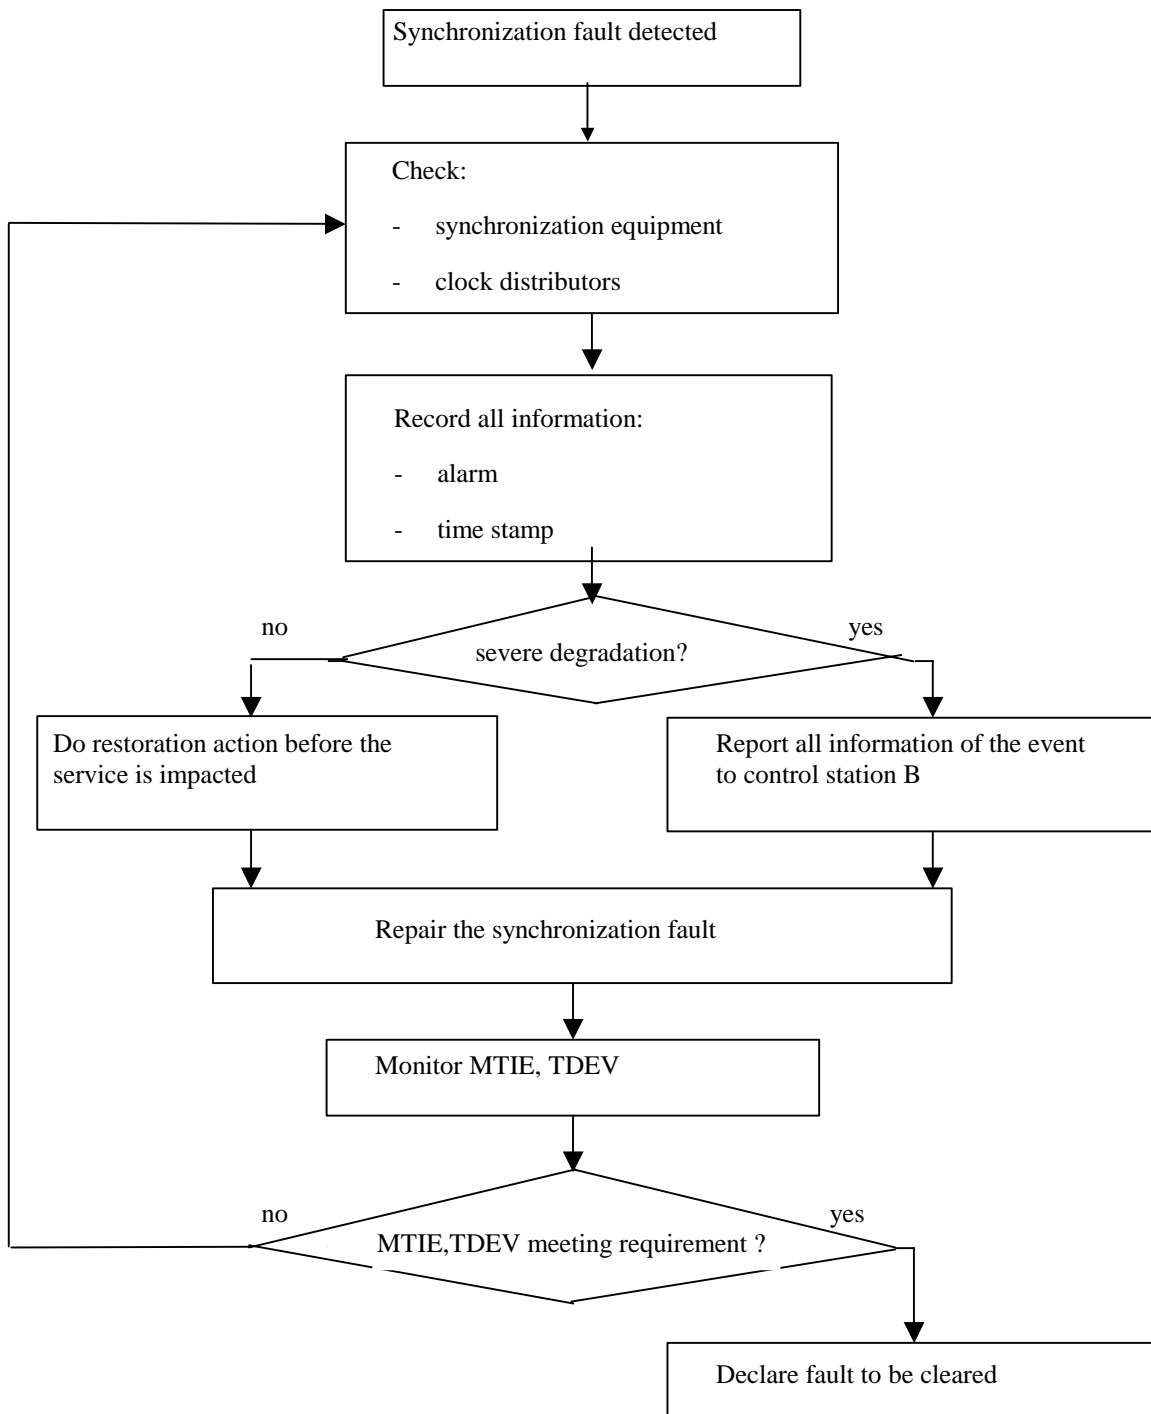 Synchronization fault detected
Check:
- synchronization equipment
- clock distributors
Record all information:
- alarm
- time stamp
no
yes
severe degradation?
Do restoration action before the
service is impacted
Report all information of the event
to control station B
Repair the synchronization fault
Monitor MTIE, TDEV
no
yes
MTIE,TDEV meeting requirement ?
Declare fault to be cleared